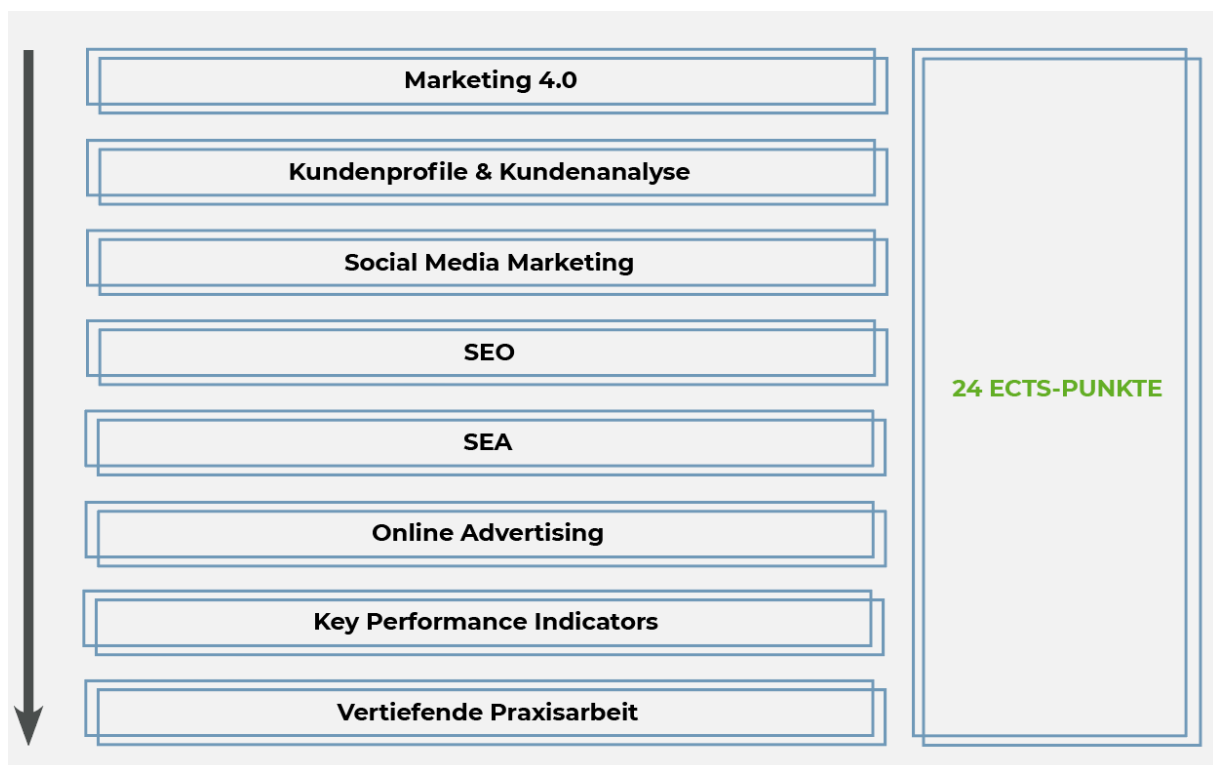 Marketing 4.0
Kundenprofile & Kundenanalyse
Social Media Marketing
SEO
SEA
Online Advertising
Key Performance Indicators
Vertiefende Praxisarbeit
24 ECTS-PUNKTE